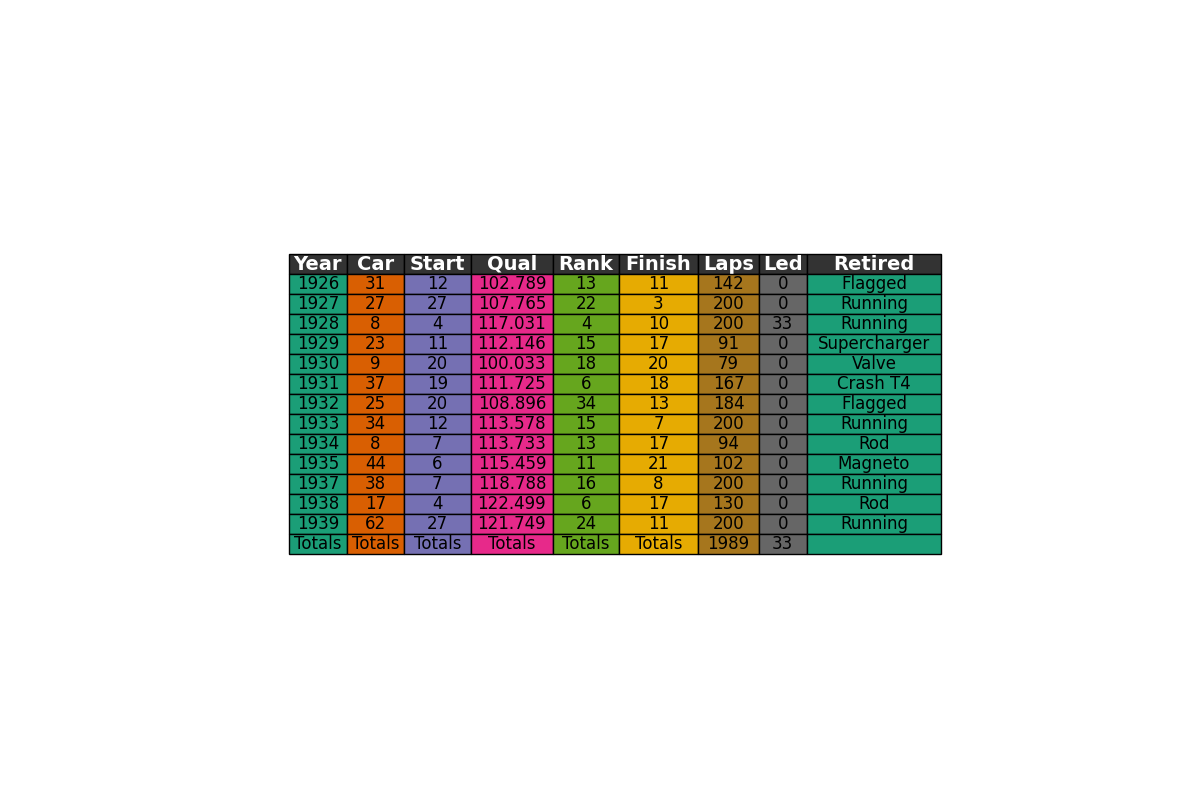 Year Car Start Qual Rank Finish Laps Led Retired
1926 31 12 102.789 13 11 142 0 Flagged
1927 27 27 107.765 22 3 200 0 Running
1928 8 4 117.031 4 10 200 33 Running
1929 23 11 112.146 15 17 91 0 Supercharger
1930 9 20 100.033 18 20 79 0 Valve
1931 37 19 111.725 6 18 167 0 Crash T4
1932 25 20 108.896 34 13 184 0 Flagged
1933 34 12 113.578 15 7 200 0 Running
1934 8 7 113.733 13 17 94 0 Rod
1935 44 6 115.459 11 21 102 0 Magneto
1937 38 7 118.788 16 8 200 0 Running
1938 17 4 122.499 6 17 130 0 Rod
1939 62 27 121.749 24 11 200 0 Running
Totals Totals Totals Totals Totals Totals 1989 33